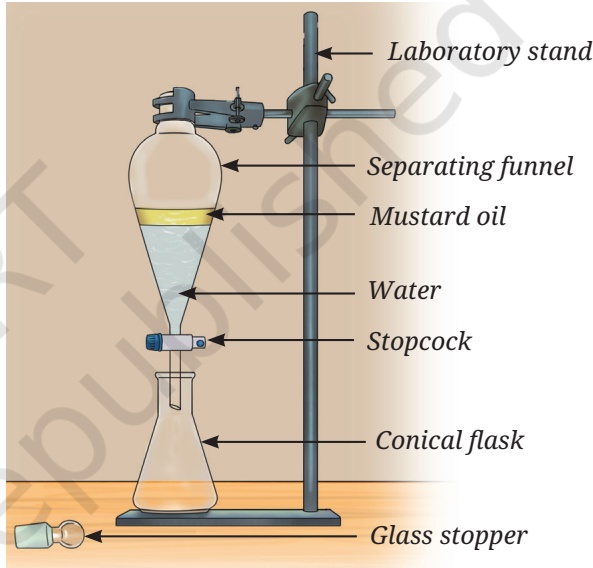 Laboratory stand
Separating funnel
Mustard oil
Water
Stopcock
Conical flask
Glass stopper